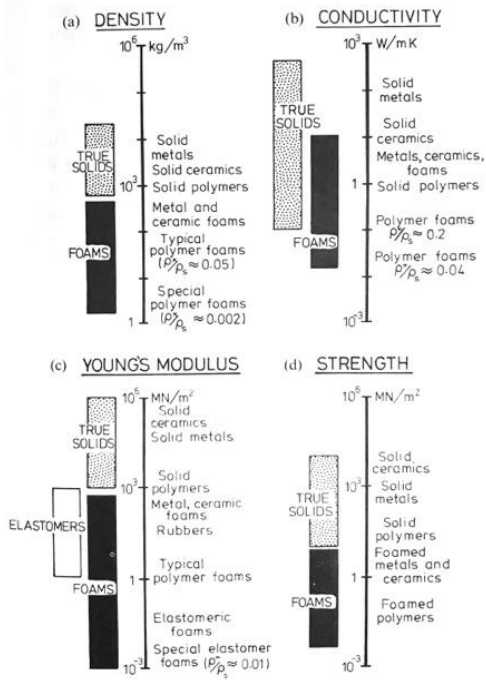 (a) DENSITY
10⁶ kg/m³
TRUE
SOLIDS
FOAMS
Solid
metals
Solid ceramics
10³
Solid polymers
Metal and
ceramic foams
Typical
polymer foams
(ρ*/ρₛ ≈ 0.05)
Special
polymer foams
(ρ*/ρₛ ≈ 0.002)
1
(b) CONDUCTIVITY
10³ W/mK
TRUE
SOLIDS
FOAMS
Solid
metals
Solid
ceramics
Metals, ceramics,
foams
1
Solid polymers
Polymer foams
ρ*/ρₛ ≈ 0.2
Polymer foams
ρ*/ρₛ ≈ 0.04
10⁻³
(c) YOUNG'S MODULUS
10⁶ MN/m²
TRUE
SOLIDS
ELASTOMERS
FOAMS
Solid
ceramics
Solid metals
Solid
polymers
10³
Metal, ceramic
foams
Rubbers
Typical
polymer foams
1
Elastomeric
foams
Special elastomer
foams (ρ*/ρₛ ≈ 0.01)
10⁻³
(d) STRENGTH
10⁶ MN/m²
TRUE
SOLIDS
FOAMS
Solid
ceramics
10³
Solid
metals
Solid
polymers
Foamed
metals and
ceramics
1
Foamed
polymers
10⁻³